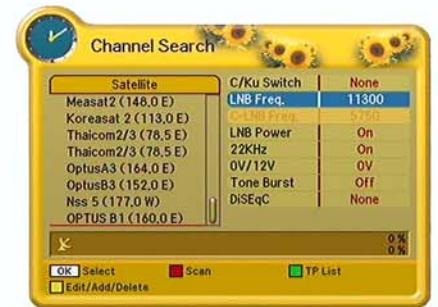 Channel Search
Satellite
Measat2 (148,0 E)
Koreasat 2 (113,0 E)
Thaicom2/3 (78,5 E)
Thaicom2/3 (78,5 E)
OptusA3 (164,0 E)
OptusB3 (152,0 E)
Nss 5 (177,0 W)
OPTUS B1 (160,0 E)
C/Ku Switch None
LNB Freq. 11300
C-LNB Freq. 5750
LNB Power On
22KHz On
0V/12V 0V
Tone Burst Off
DiSEqC None
0 %
0 %
OK Select Scan TP List
Edit/Add/Delete